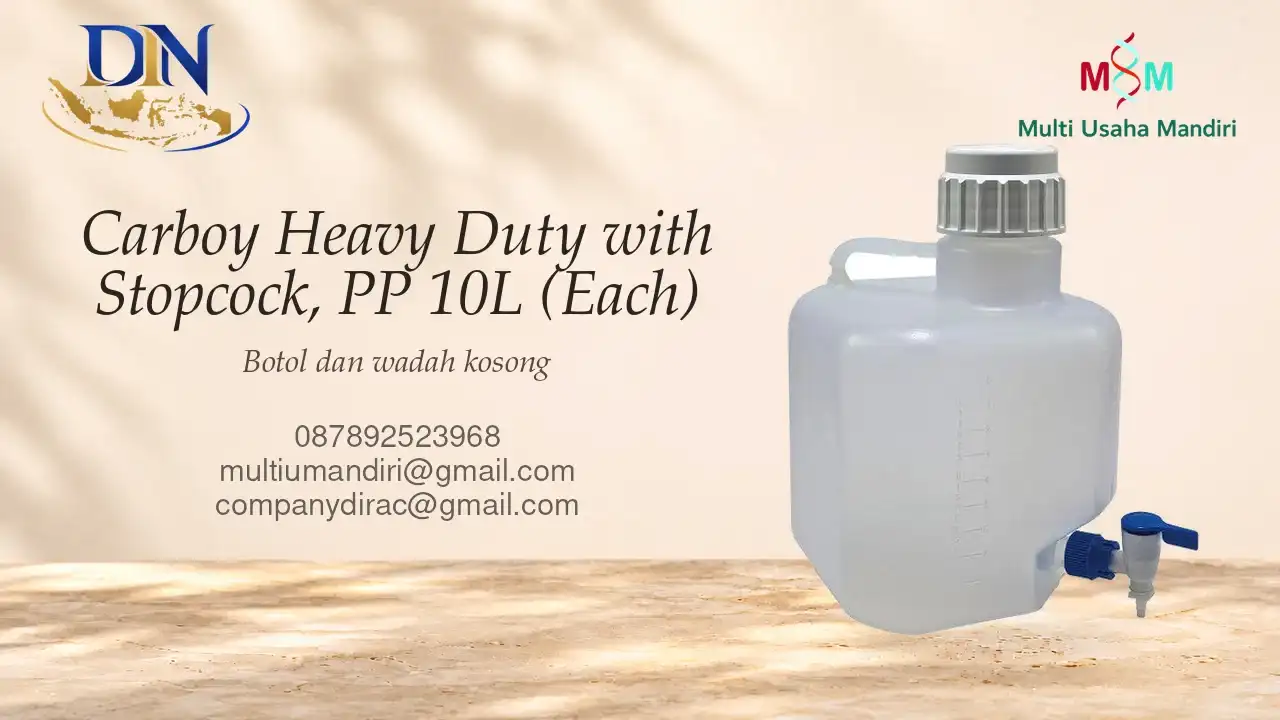 DN
MSM
Multi Usaha Mandiri
Carboy Heavy Duty with
Stopcock, PP 10L (Each)
Botol dan wadah kosong
087892523968
multiumandiri@gmail.com
companydirac@gmail.com